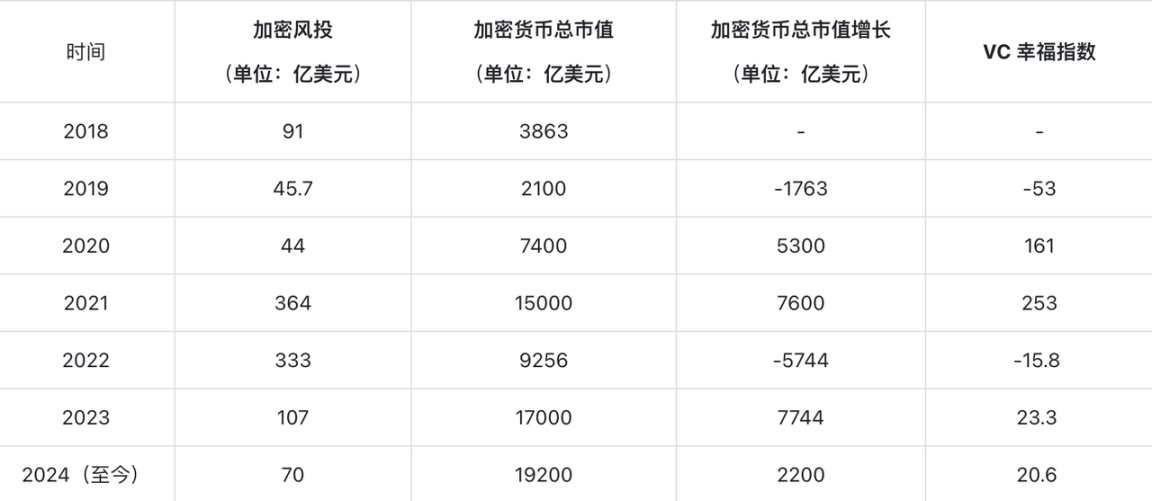 时间 加密风投 加密货币总市值 加密货币总市值增长 VC 幸福指数
（单位：亿美元） （单位：亿美元） （单位：亿美元）
2018 91 3863 - -
2019 45.7 2100 -1763 -53
2020 44 7400 5300 161
2021 364 15000 7600 253
2022 333 9256 -5744 -15.8
2023 107 17000 7744 23.3
2024（至今） 70 19200 2200 20.6